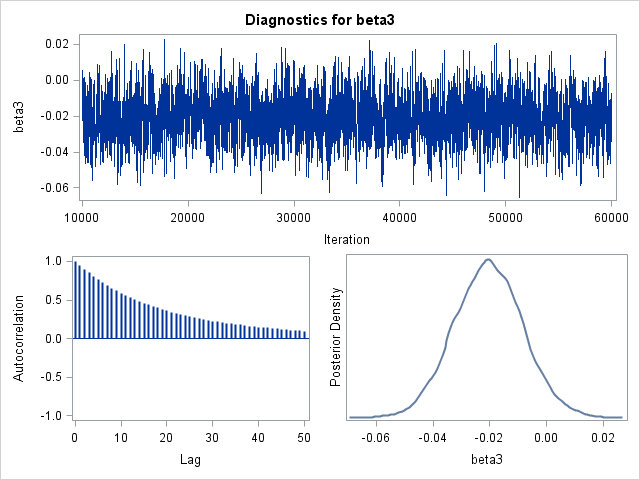 Diagnostics for beta3
0.02
0.00
-0.02
-0.04
-0.06
beta3
10000 20000 30000 40000 50000 60000
Iteration
1.0
0.5
0.0
-0.5
-1.0
Autocorrelation
0 10 20 30 40 50
Lag
Posterior Density
-0.06 -0.04 -0.02 0.00 0.02
beta3